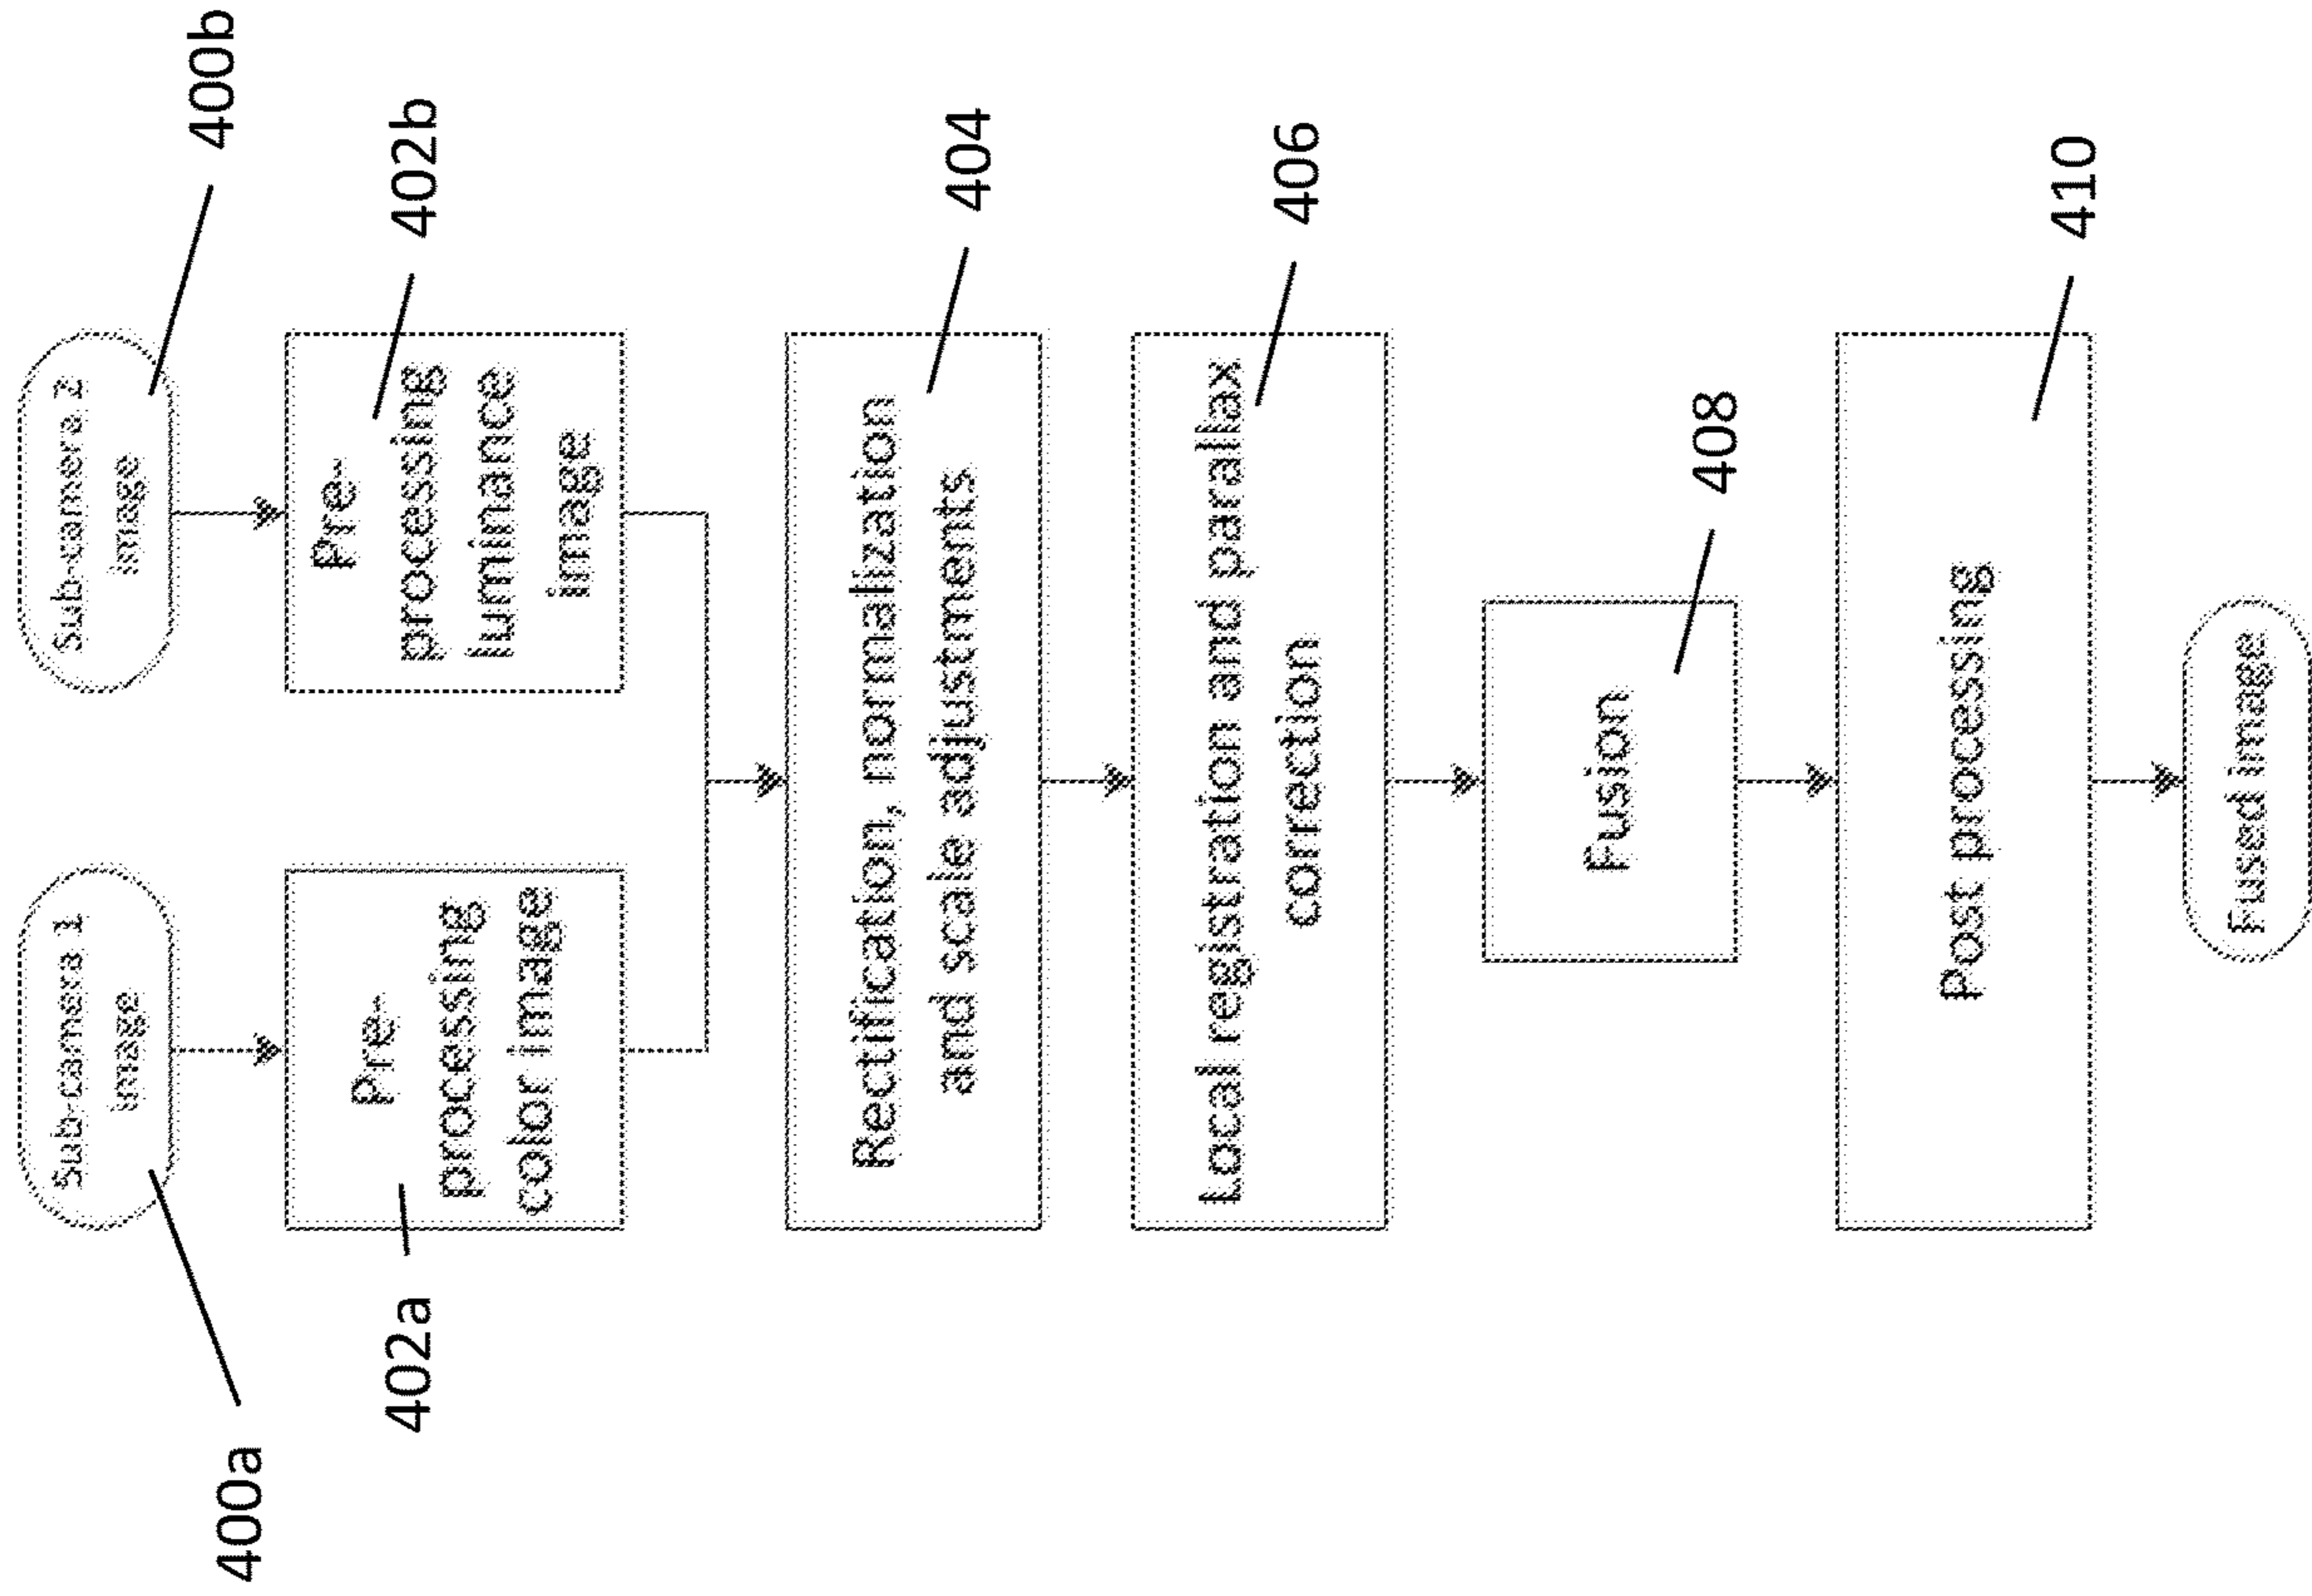 Sub-camera 1
image
400a
Sub-camera 2
image
400b
Pre-
processing
color image
402a
Pre-
processing
luminance
image
402b
Rectification, normalization
and scale adjustments
404
Local registration and parallax
correction
406
Fusion
408
Post processing
410
Fused image